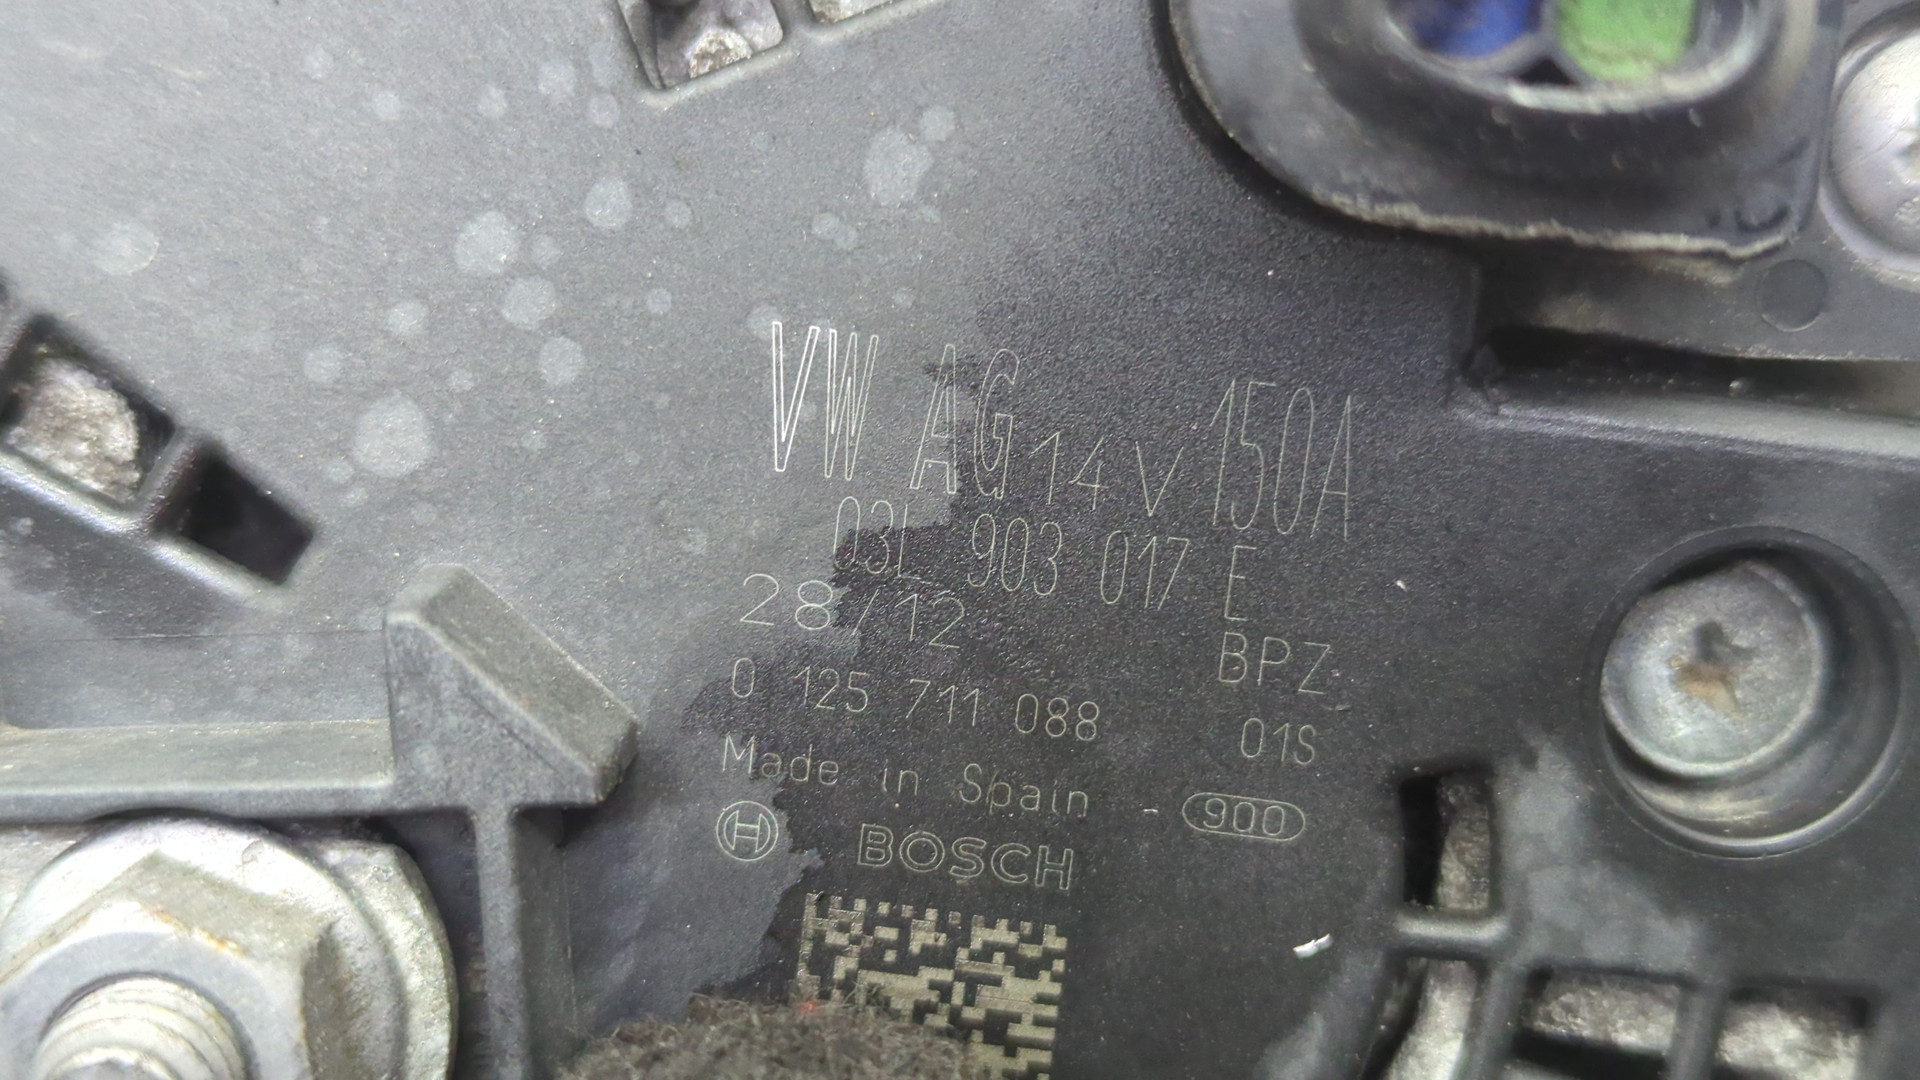 VW AG 14 V 150A
03L 903 017 E
28/12 BPZ
0 125 711 088 01S
Made in Spain - 900
BOSCH